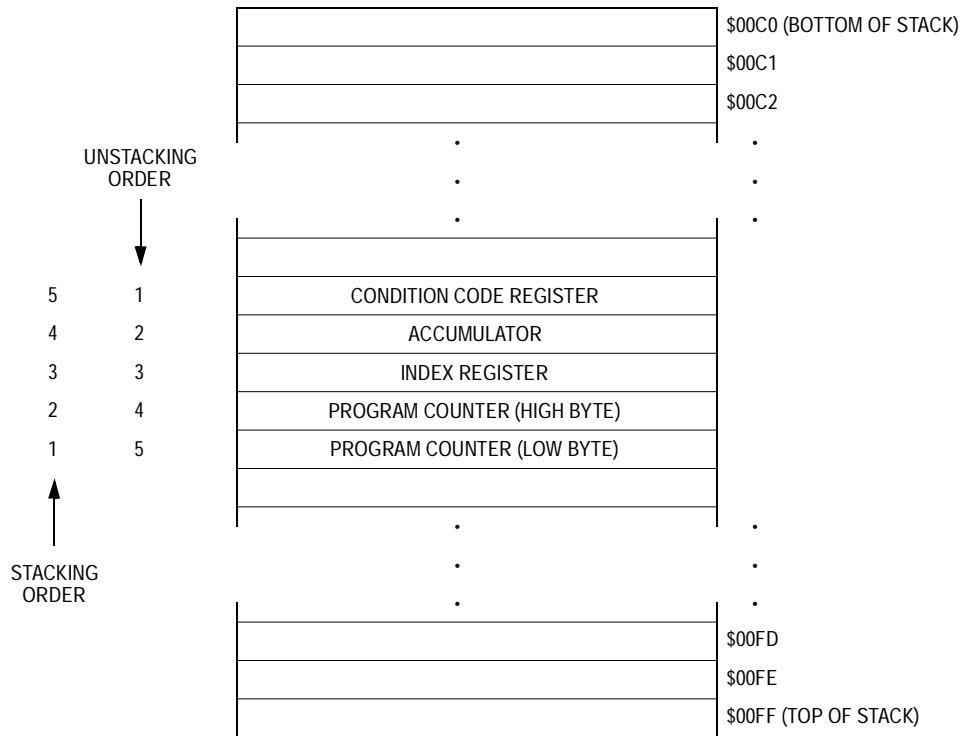 $00C0 (BOTTOM OF STACK)
$00C1
$00C2
UNSTACKING
ORDER
5 1 CONDITION CODE REGISTER
4 2 ACCUMULATOR
3 3 INDEX REGISTER
2 4 PROGRAM COUNTER (HIGH BYTE)
1 5 PROGRAM COUNTER (LOW BYTE)
STACKING
ORDER
$00FD
$00FE
$00FF (TOP OF STACK)